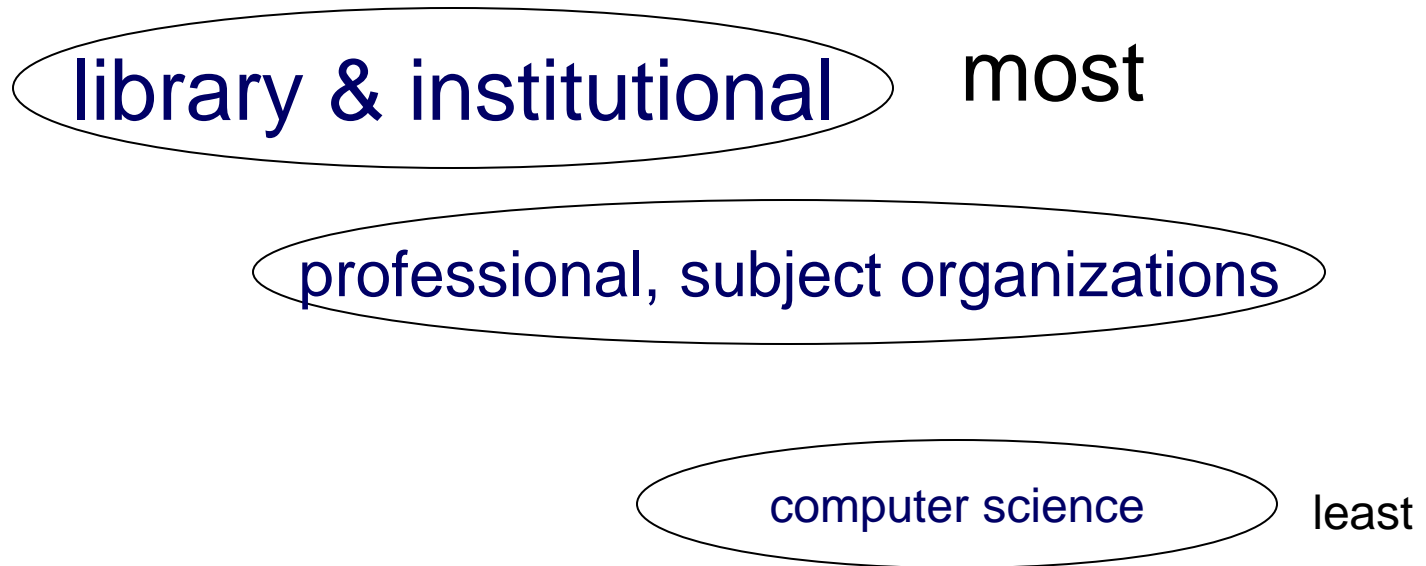 library & institutional most
professional, subject organizations
computer science least